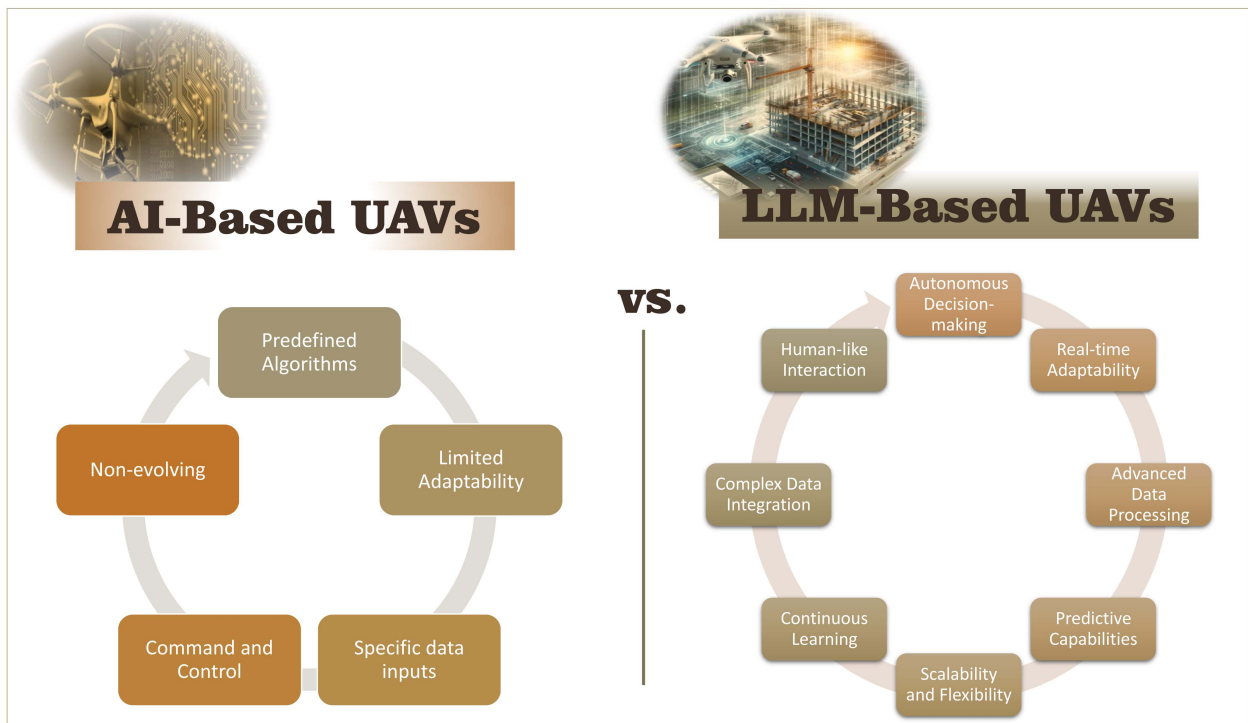 AI-Based UAVs
LLM-Based UAVs
vs.
Predefined
Algorithms
Limited
Adaptability
Specific data
inputs
Command and
Control
Non-evolving
Autonomous
Decision-
making
Real-time
Adaptability
Advanced
Data
Processing
Predictive
Capabilities
Scalability
and Flexibility
Continuous
Learning
Complex Data
Integration
Human-like
Interaction